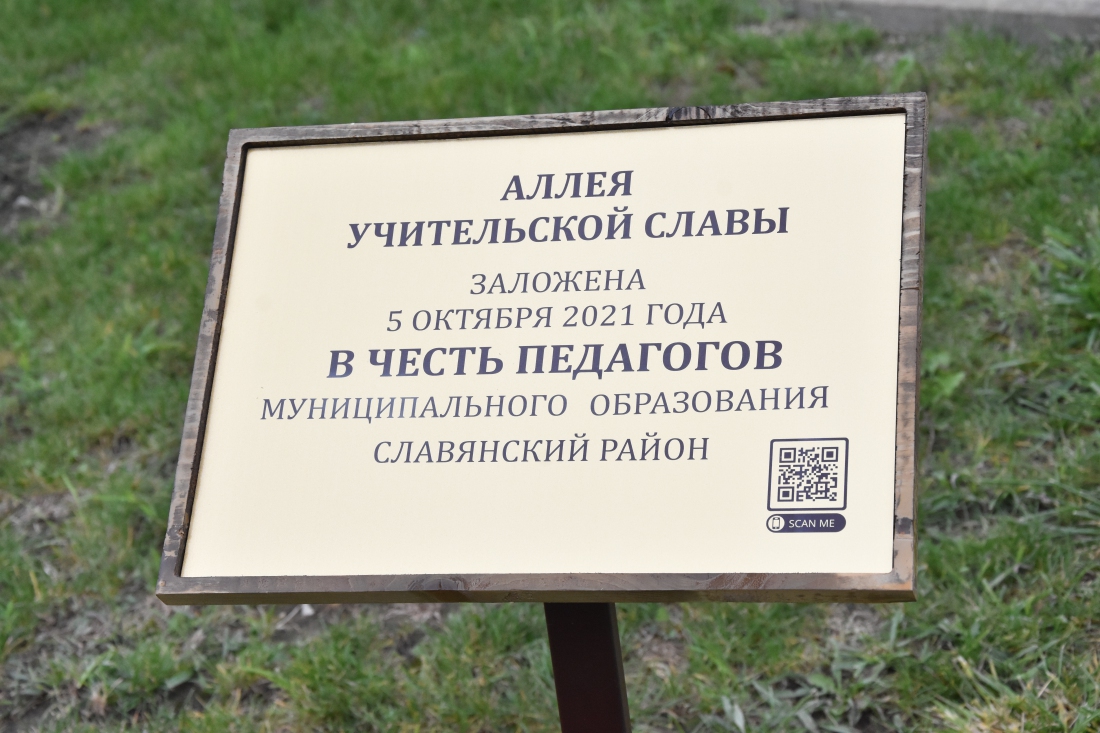 АЛЛЕЯ
УЧИТЕЛЬСКОЙ СЛАВЫ
ЗАЛОЖЕНА
5 ОКТЯБРЯ 2021 ГОДА
В ЧЕСТЬ ПЕДАГОГОВ
МУНИЦИПАЛЬНОГО ОБРАЗОВАНИЯ
СЛАВЯНСКИЙ РАЙОН
SCAN ME